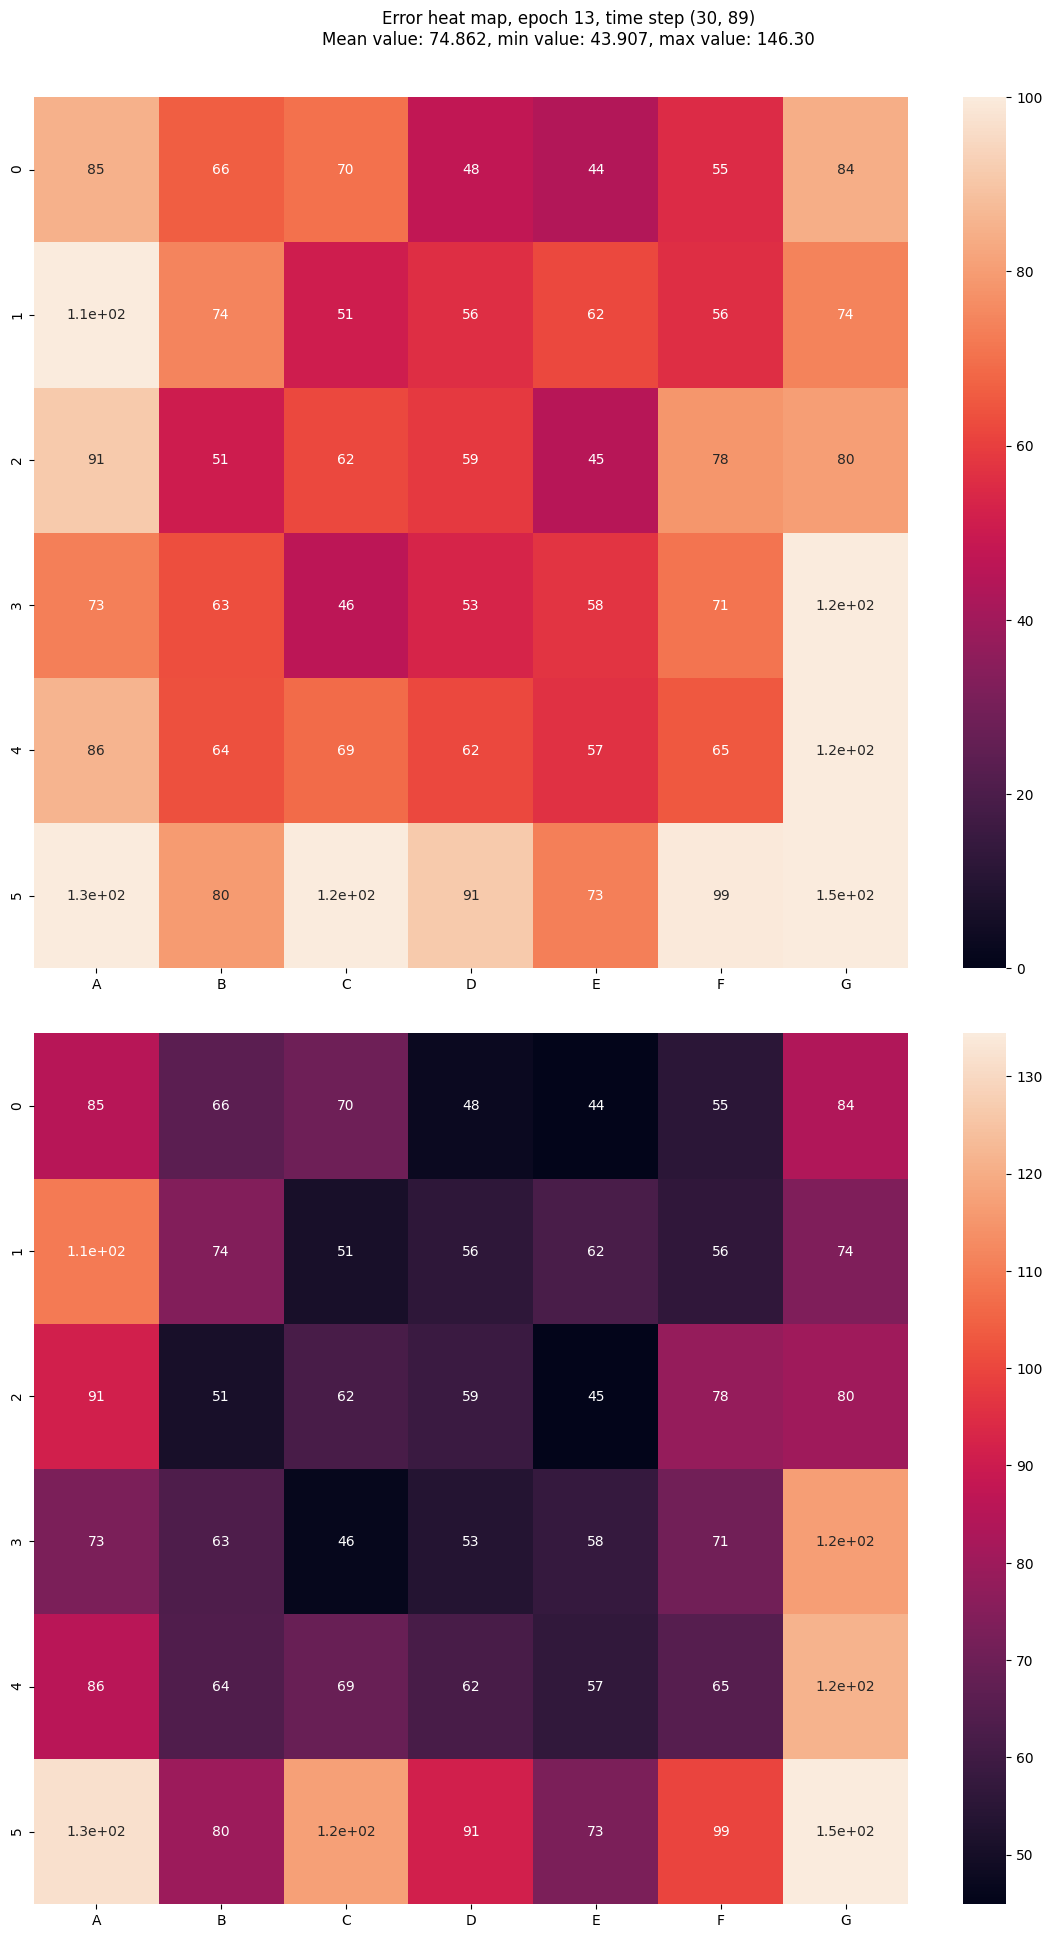 Error heat map, epoch 13, time step (30, 89)
Mean value: 74.862, min value: 43.907, max value: 146.30
100
0 85 66 70 48 44 55 84
80
1 1.1e+02 74 51 56 62 56 74
2 91 51 62 59 45 78 80
60
3 73 63 46 53 58 71 1.2e+02
40
4 86 64 69 62 57 65 1.2e+02
20
5 1.3e+02 80 1.2e+02 91 73 99 1.5e+02
0
A B C D E F G
130
0 85 66 70 48 44 55 84
120
1 1.1e+02 74 51 56 62 56 74
110
100
2 91 51 62 59 45 78 80
90
3 73 63 46 53 58 71 1.2e+02
80
70
4 86 64 69 62 57 65 1.2e+02
60
5 1.3e+02 80 1.2e+02 91 73 99 1.5e+02
50
A B C D E F G